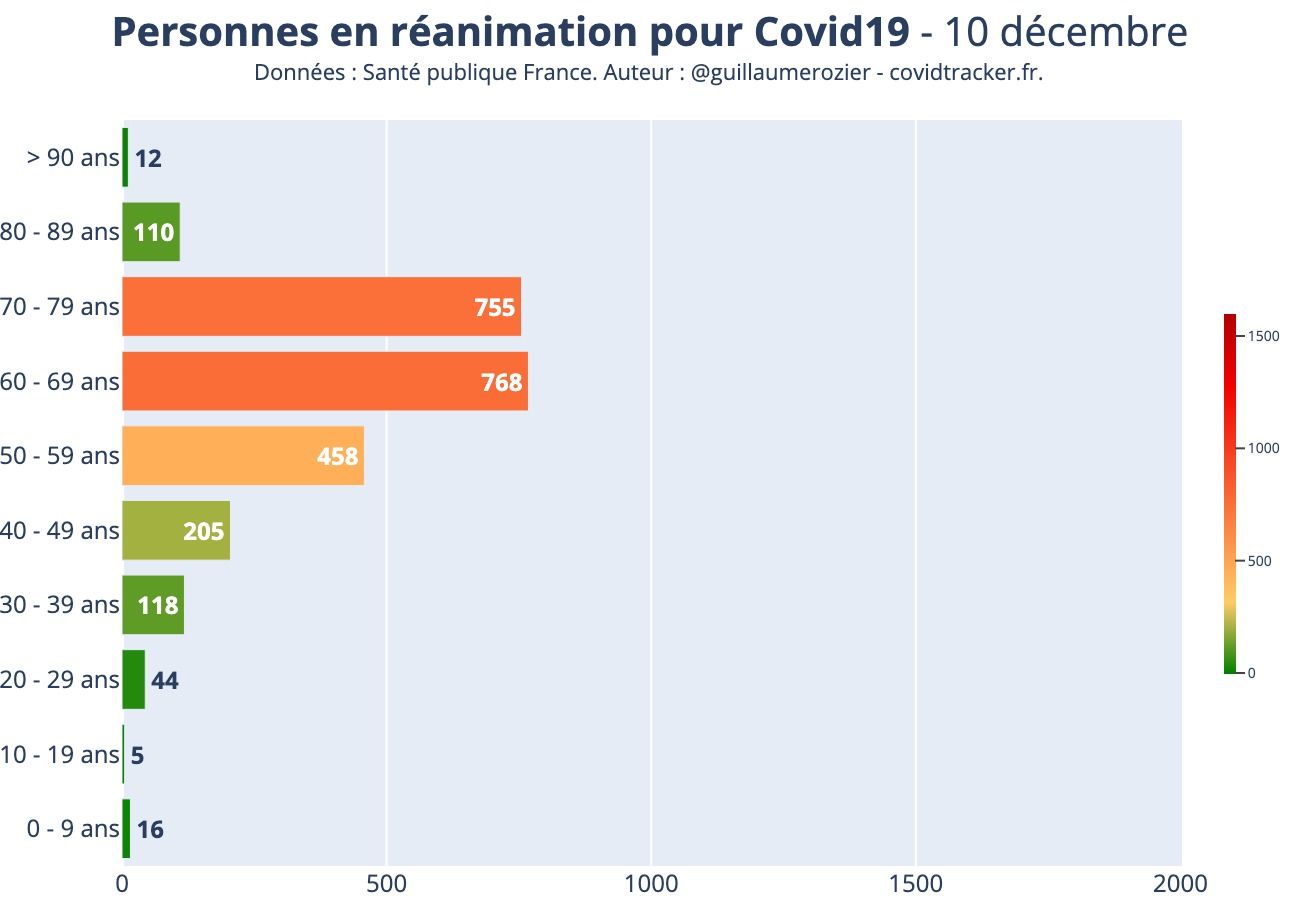 Personnes en réanimation pour Covid19 - 10 décembre
Données : Santé publique France. Auteur : @guillaumerozier - covidtracker.fr.
> 90 ans 12
80 - 89 ans 110
70 - 79 ans 755
60 - 69 ans 768
50 - 59 ans 458
40 - 49 ans 205
30 - 39 ans 118
20 - 29 ans 44
10 - 19 ans 5
0 - 9 ans 16
0 500 1000 1500 2000
1500
1000
500
0